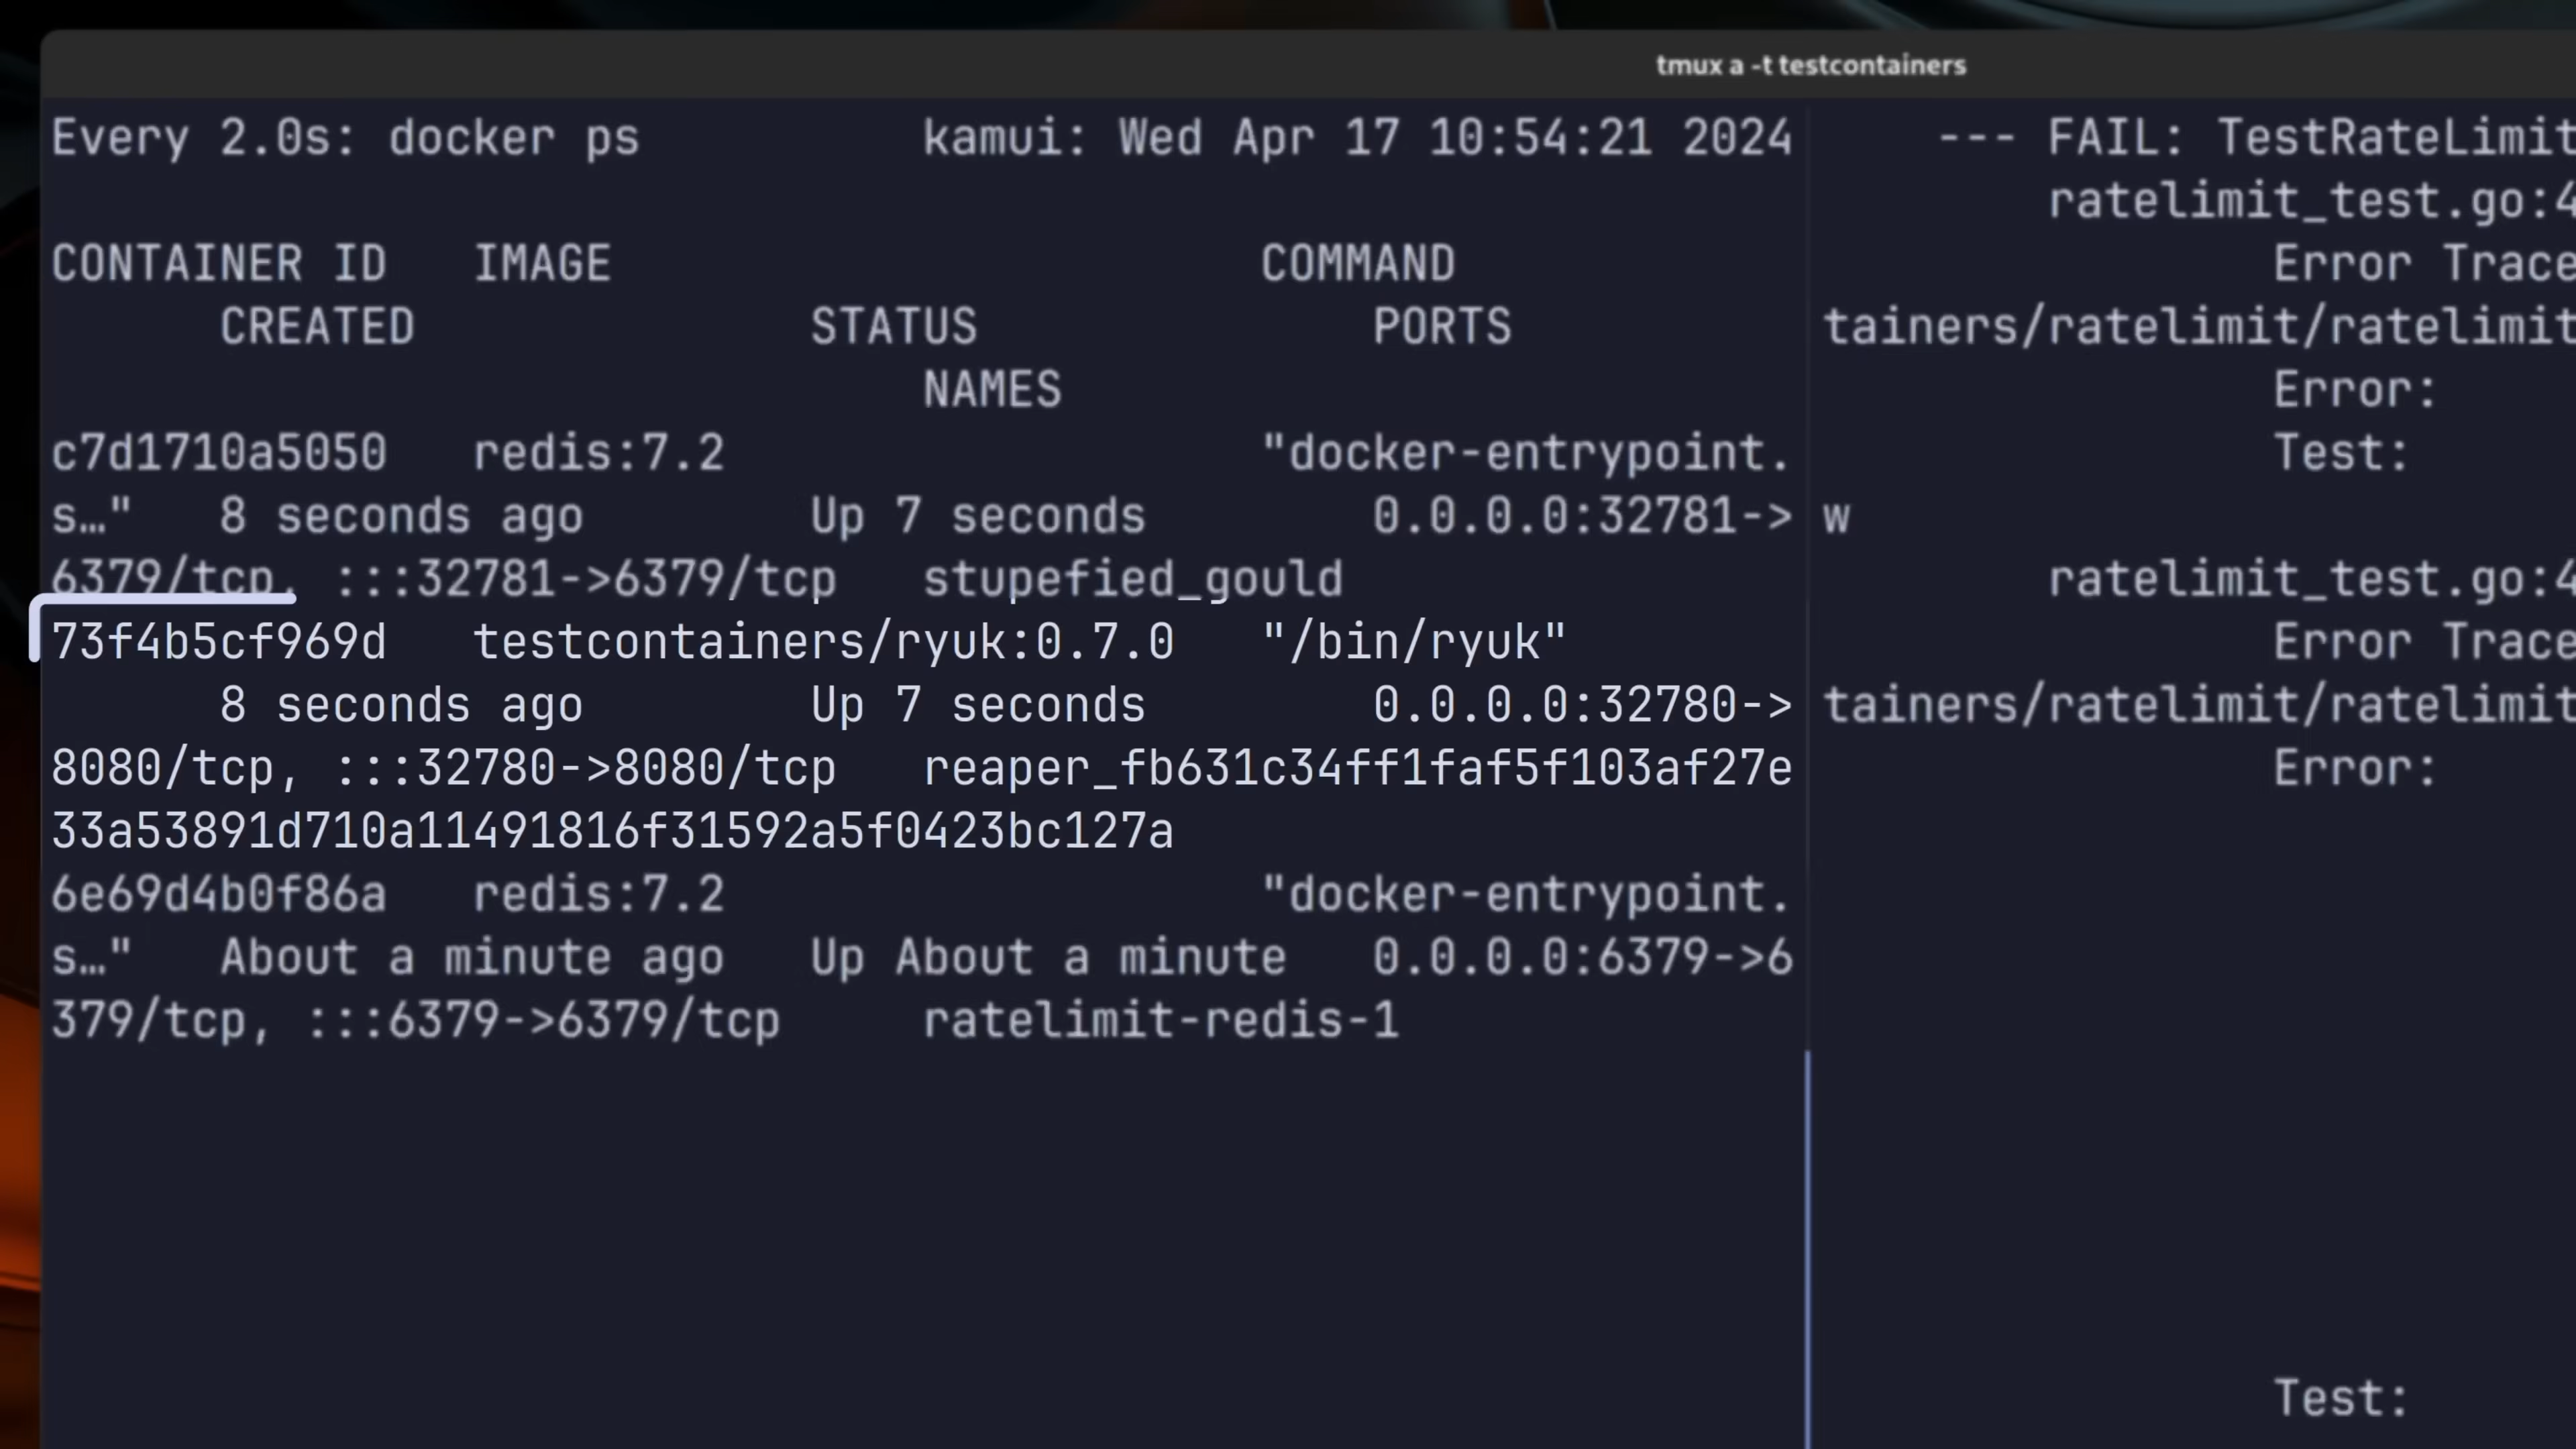 tmux a -t testcontainers
Every 2.0s: docker ps kamui: Wed Apr 17 10:54:21 2024
CONTAINER ID IMAGE COMMAND
CREATED STATUS PORTS
NAMES
c7d1710a5050 redis:7.2 "docker-entrypoint.
s…" 8 seconds ago Up 7 seconds 0.0.0.0:32781->
6379/tcp, :::32781->6379/tcp stupefied_gould
73f4b5cf969d testcontainers/ryuk:0.7.0 "/bin/ryuk"
8 seconds ago Up 7 seconds 0.0.0.0:32780->
8080/tcp, :::32780->8080/tcp reaper_fb631c34ff1faf5f103af27e
33a53891d710a11491816f31592a5f0423bc127a
6e69d4b0f86a redis:7.2 "docker-entrypoint.
s…" About a minute ago Up About a minute 0.0.0.0:6379->6
379/tcp, :::6379->6379/tcp ratelimit-redis-1
--- FAIL: TestRateLimit
ratelimit_test.go:4
Error Trace
tainers/ratelimit/ratelimit
Error:
Test:
w
ratelimit_test.go:4
Error Trace
tainers/ratelimit/ratelimit
Error:
Test: